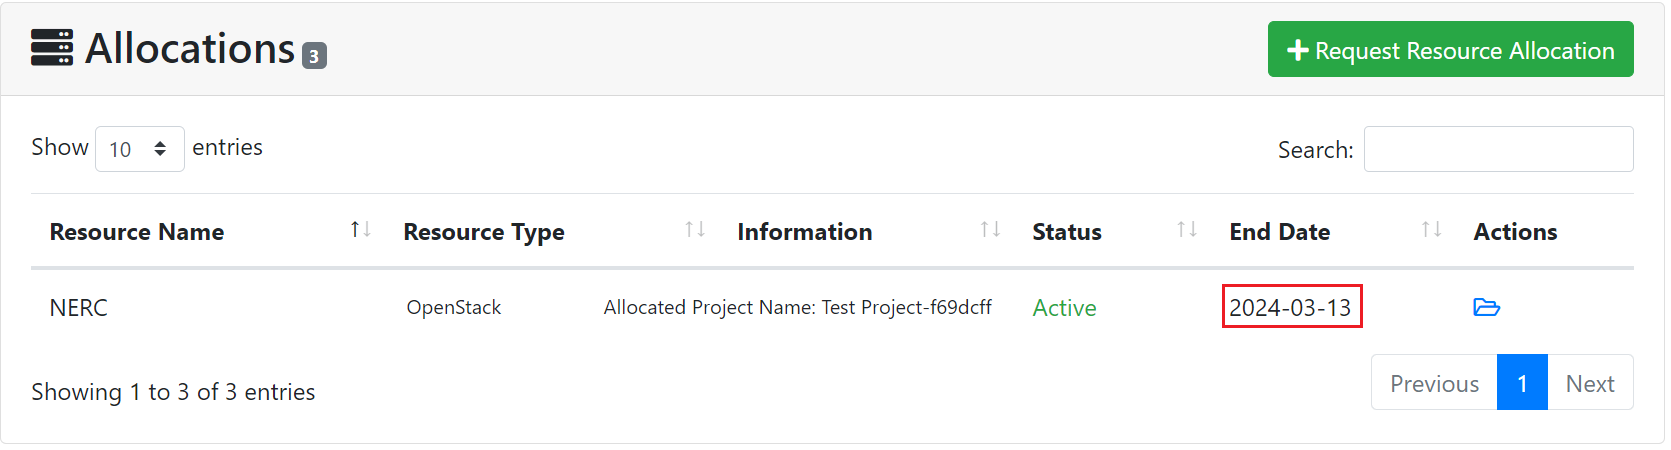 Allocations 3
Request Resource Allocation
Show 10 entries
Search:
Resource Name Resource Type Information Status End Date Actions
NERC OpenStack Allocated Project Name: Test Project-f69dcff Active 2024-03-13
Showing 1 to 3 of 3 entries
Previous 1 Next